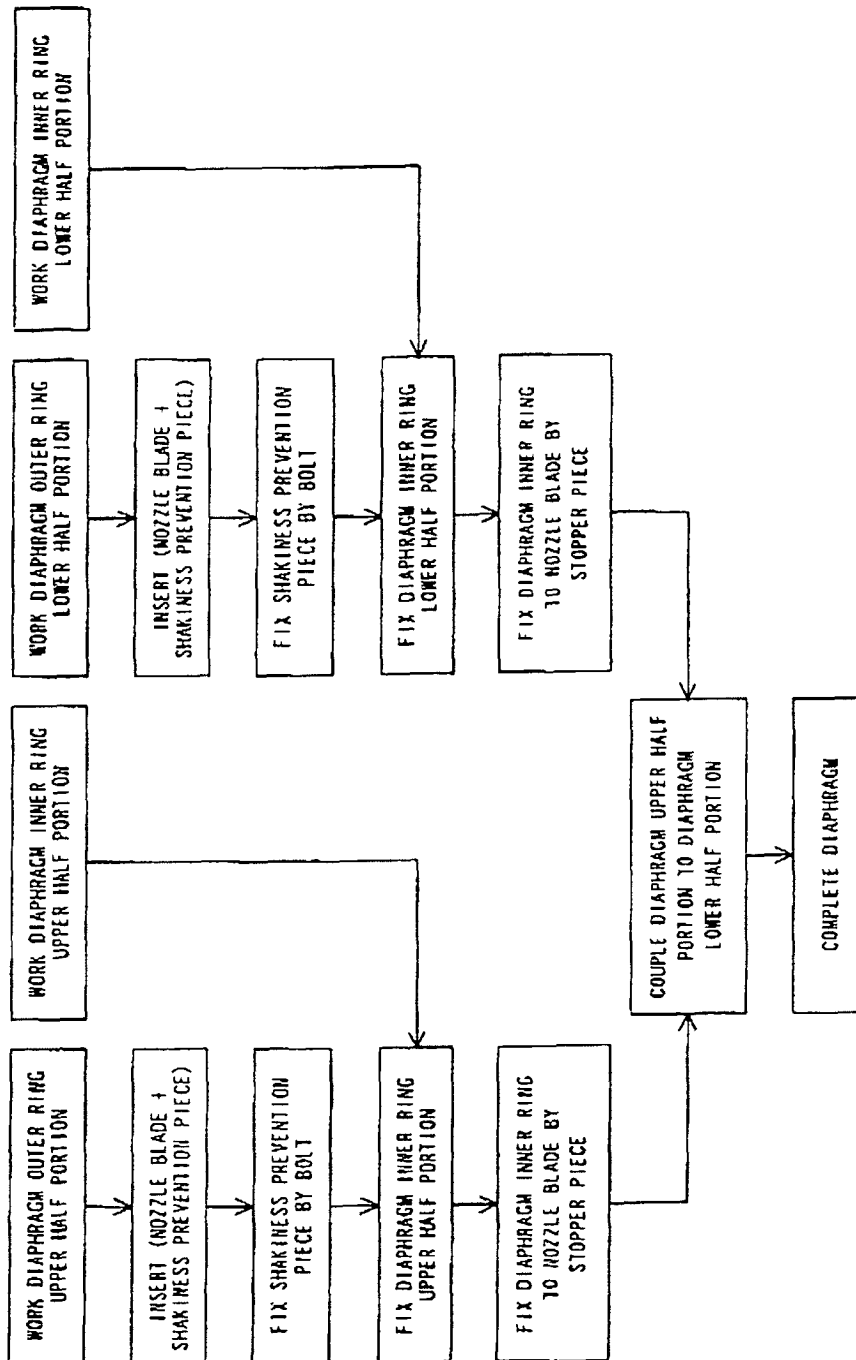 WORK DIAPHRAGM OUTER RING
UPPER HALF PORTION
INSERT (NOZZLE BLADE +
SHAKINESS PREVENTION PIECE)
FIX SHAKINESS PREVENTION
PIECE BY BOLT
FIX DIAPHRAGM INNER RING
UPPER HALF PORTION
FIX DIAPHRAGM INNER RING
TO NOZZLE BLADE BY
STOPPER PIECE
WORK DIAPHRAGM INNER RING
UPPER HALF PORTION
WORK DIAPHRAGM OUTER RING
LOWER HALF PORTION
INSERT (NOZZLE BLADE +
SHAKINESS PREVENTION PIECE)
FIX SHAKINESS PREVENTION
PIECE BY BOLT
FIX DIAPHRAGM INNER RING
LOWER HALF PORTION
FIX DIAPHRAGM INNER RING
TO NOZZLE BLADE BY
STOPPER PIECE
WORK DIAPHRAGM INNER RING
LOWER HALF PORTION
COUPLE DIAPHRAGM UPPER HALF
PORTION TO DIAPHRAGM
LOWER HALF PORTION
COMPLETE DIAPHRAGM